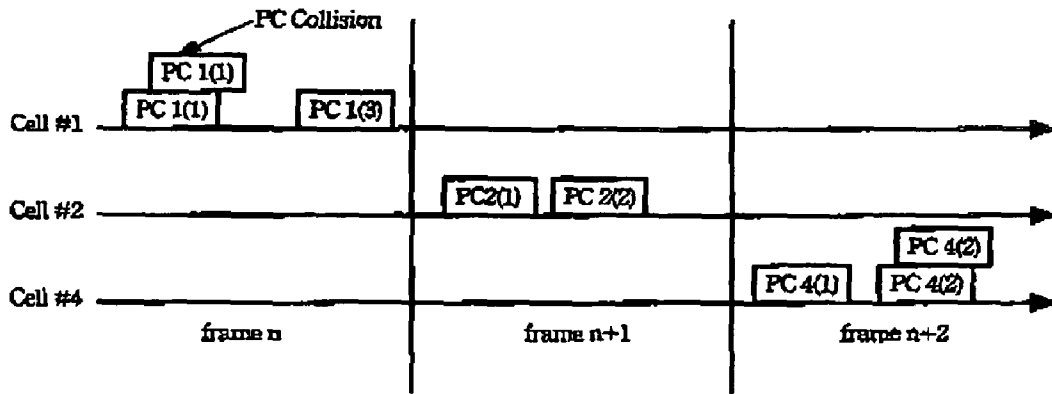 PC Collision
PC 1(1)
PC 1(1)
PC 1(3)
Cell #1
PC2(1)
PC 2(2)
Cell #2
PC 4(2)
PC 4(1)
PC 4(2)
Cell #4
frame n
frame n+1
frame n+2